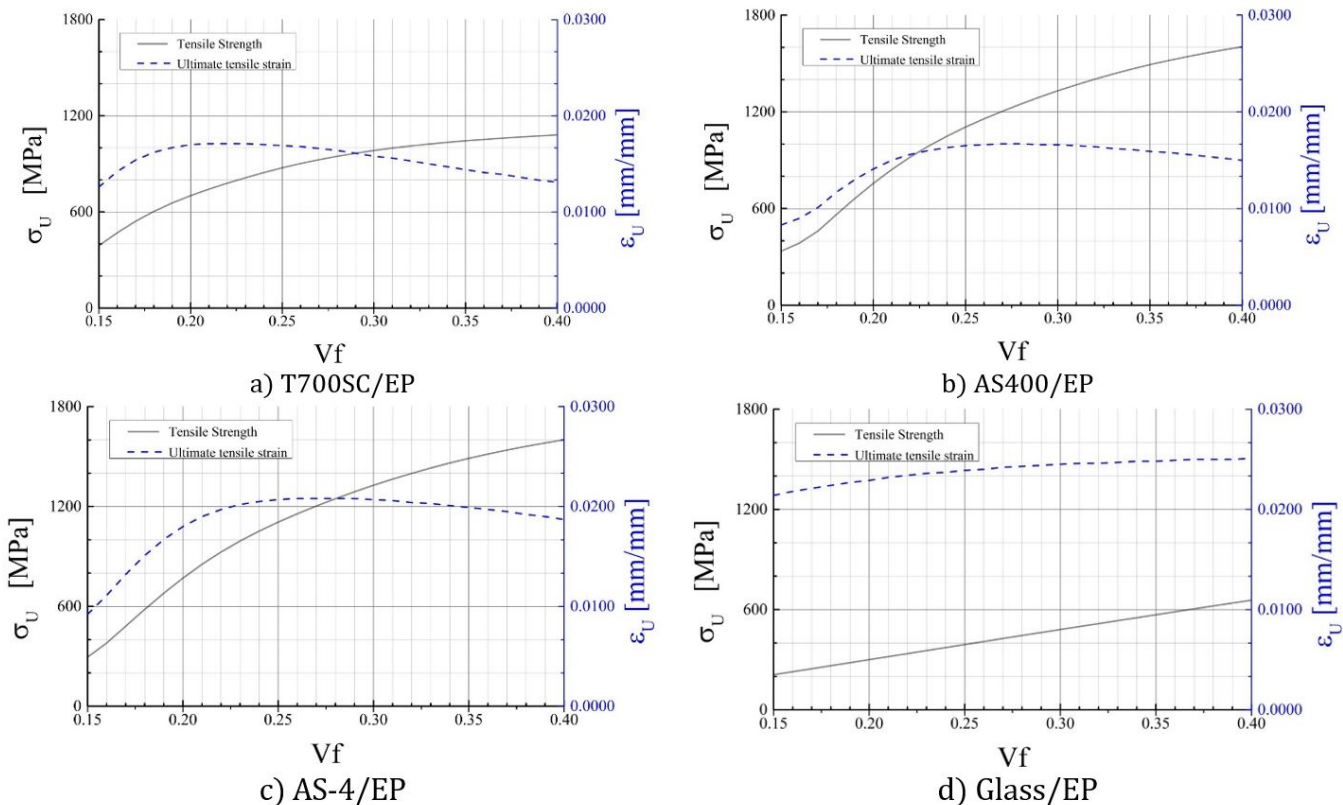 1800
1200
600
0
0.0300
0.0200
0.0100
0.0000
Tensile Strength
Ultimate tensile strain
σU [MPa]
εU [mm/mm]
0.15 0.20 0.25 0.30 0.35 0.40
Vf
a) T700SC/EP
1800
1200
600
0
0.0300
0.0200
0.0100
0.0000
Tensile Strength
Ultimate tensile strain
σU [MPa]
εU [mm/mm]
0.15 0.20 0.25 0.30 0.35 0.40
Vf
b) AS400/EP
1800
1200
600
0
0.0300
0.0200
0.0100
0.0000
Tensile Strength
Ultimate tensile strain
σU [MPa]
εU [mm/mm]
0.15 0.20 0.25 0.30 0.35 0.40
Vf
c) AS-4/EP
1800
1200
600
0
0.0300
0.0200
0.0100
0.0000
Tensile Strength
Ultimate tensile strain
σU [MPa]
εU [mm/mm]
0.15 0.20 0.25 0.30 0.35 0.40
Vf
d) Glass/EP